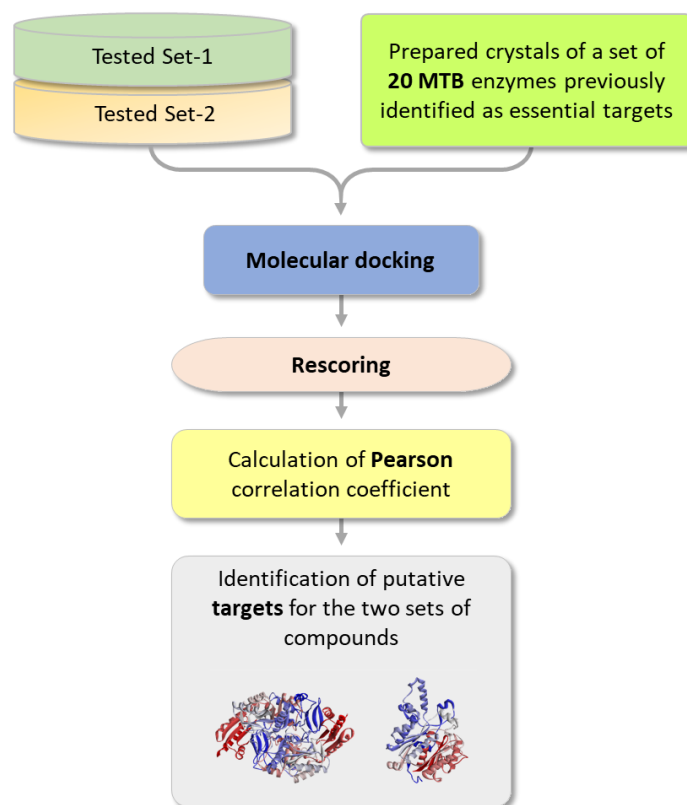 Tested Set-1
Tested Set-2
Prepared crystals of a set of
20 MTB enzymes previously
identified as essential targets
Molecular docking
Rescoring
Calculation of Pearson
correlation coefficient
Identification of putative
targets for the two sets of
compounds